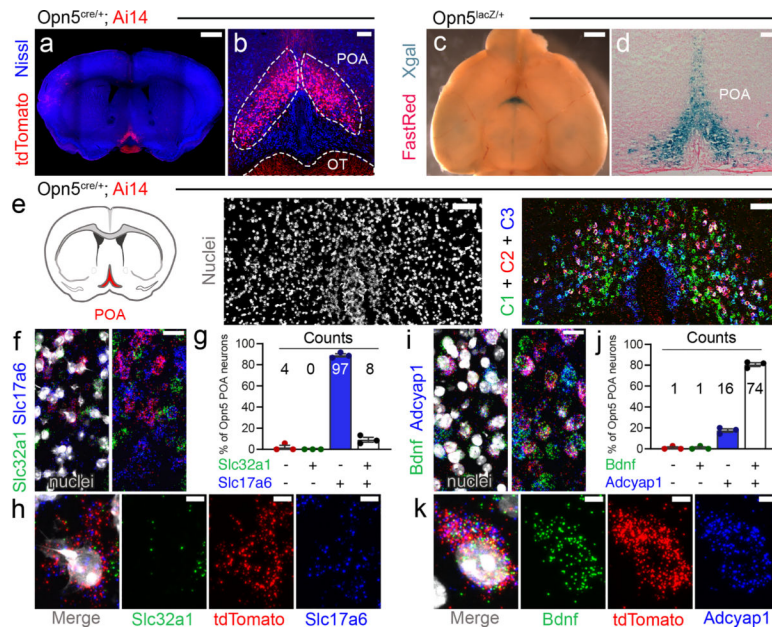 Opn5cre/+; Ai14
Opn5lacZ/+
tdTomato Nissl
a
b
POA
OT
FastRed Xgal
c
d
POA
Opn5cre/+; Ai14
e
POA
Nuclei
C1 + C2 + C3
f
Slc32a1 Slc17a6
nuclei
g
Counts
% of Opn5 POA neurons
100
80
60
40
20
0
4 0 97 8
Slc32a1 - + - +
Slc17a6 - - + +
i
Bdnf Adcyap1
nuclei
j
Counts
% of Opn5 POA neurons
100
80
60
40
20
0
1 1 16 74
Bdnf - + - +
Adcyap1 - - + +
h
Merge Slc32a1 tdTomato Slc17a6
k
Merge Bdnf tdTomato Adcyap1